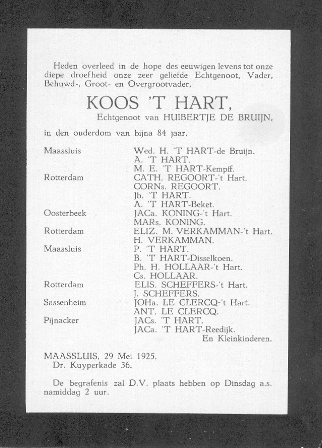 Heden overleed in de hope des eeuwigen levens tot onze
diepe droefheid onze zeer geliefde Echtgenoot, Vader,
Behuwd-, Groot- en Overgrootvader.
KOOS 'T HART,
Echtgenoot van HUIBERTJE DE BRUIJN,
in den ouderdom van bijna 84 jaar.
Maassluis Wed. H. 'T HART-de Bruijn.
A. 'T HART.
M. E. 'T HART-Kempff.
Rotterdam CATH. REGOORT-'t Hart.
CORNs. REGOORT.
Jb. 'T HART.
A. 'T HART-Beket.
Oosterbeek JACa. KONING-'t Hart.
MARs. KONING.
Rotterdam ELIZ. M. VERKAMMAN-'t Hart.
H. VERKAMMAN.
Maassluis P. 'T HART.
B. 'T HART-Disselkoen.
Ph. H. HOLLAAR-'t Hart.
Cs. HOLLAAR.
Rotterdam ELIS. SCHEFFERS-'t Hart.
J. SCHEFFERS.
Sassenheim JOHa. LE CLERCQ-'t Hart.
ANT. LE CLERCQ.
Pijnacker JACs. 'T HART.
JACa. 'T HART-Reedijk.
En Kleinkinderen.
MAASSLUIS, 29 Mei 1925.
Dr. Kuyperkade 36.
De begrafenis zal D.V. plaats hebben op Dinsdag a.s.
namiddag 2 uur.